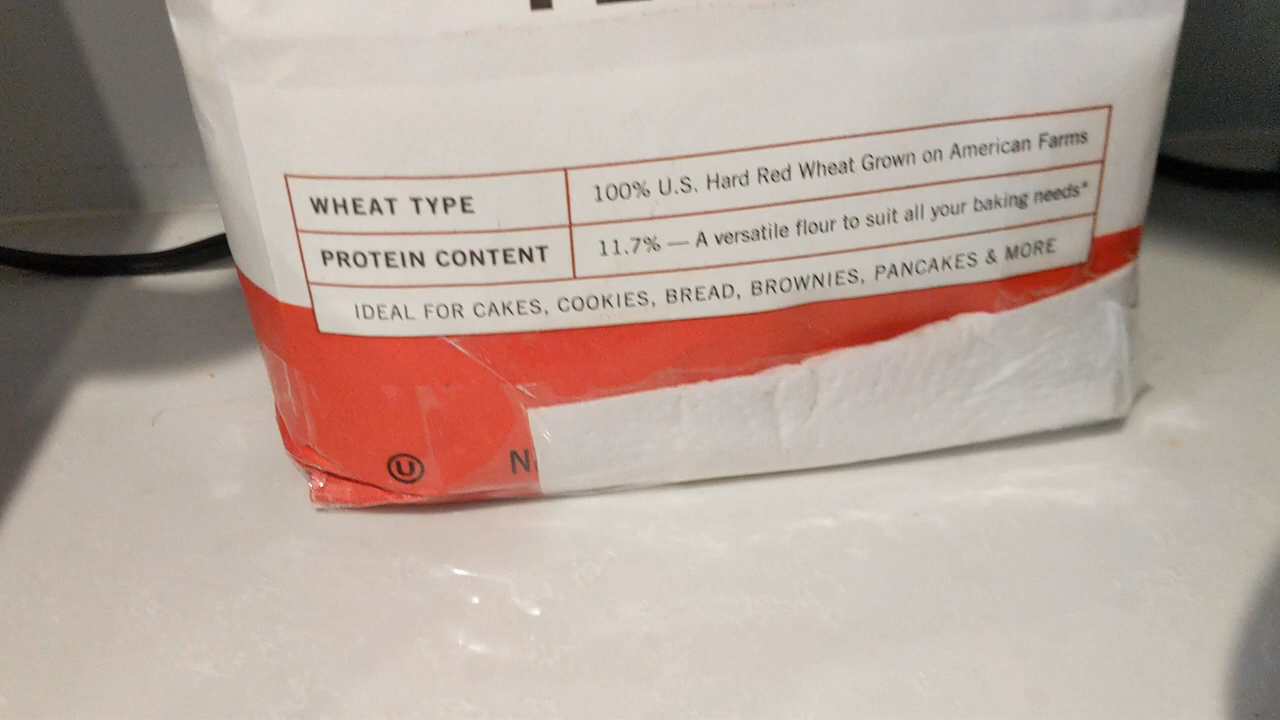 WHEAT TYPE 100% U.S. Hard Red Wheat Grown on American Farms
PROTEIN CONTENT 11.7% — A versatile flour to suit all your baking needs*
IDEAL FOR CAKES, COOKIES, BREAD, BROWNIES, PANCAKES & MORE
U